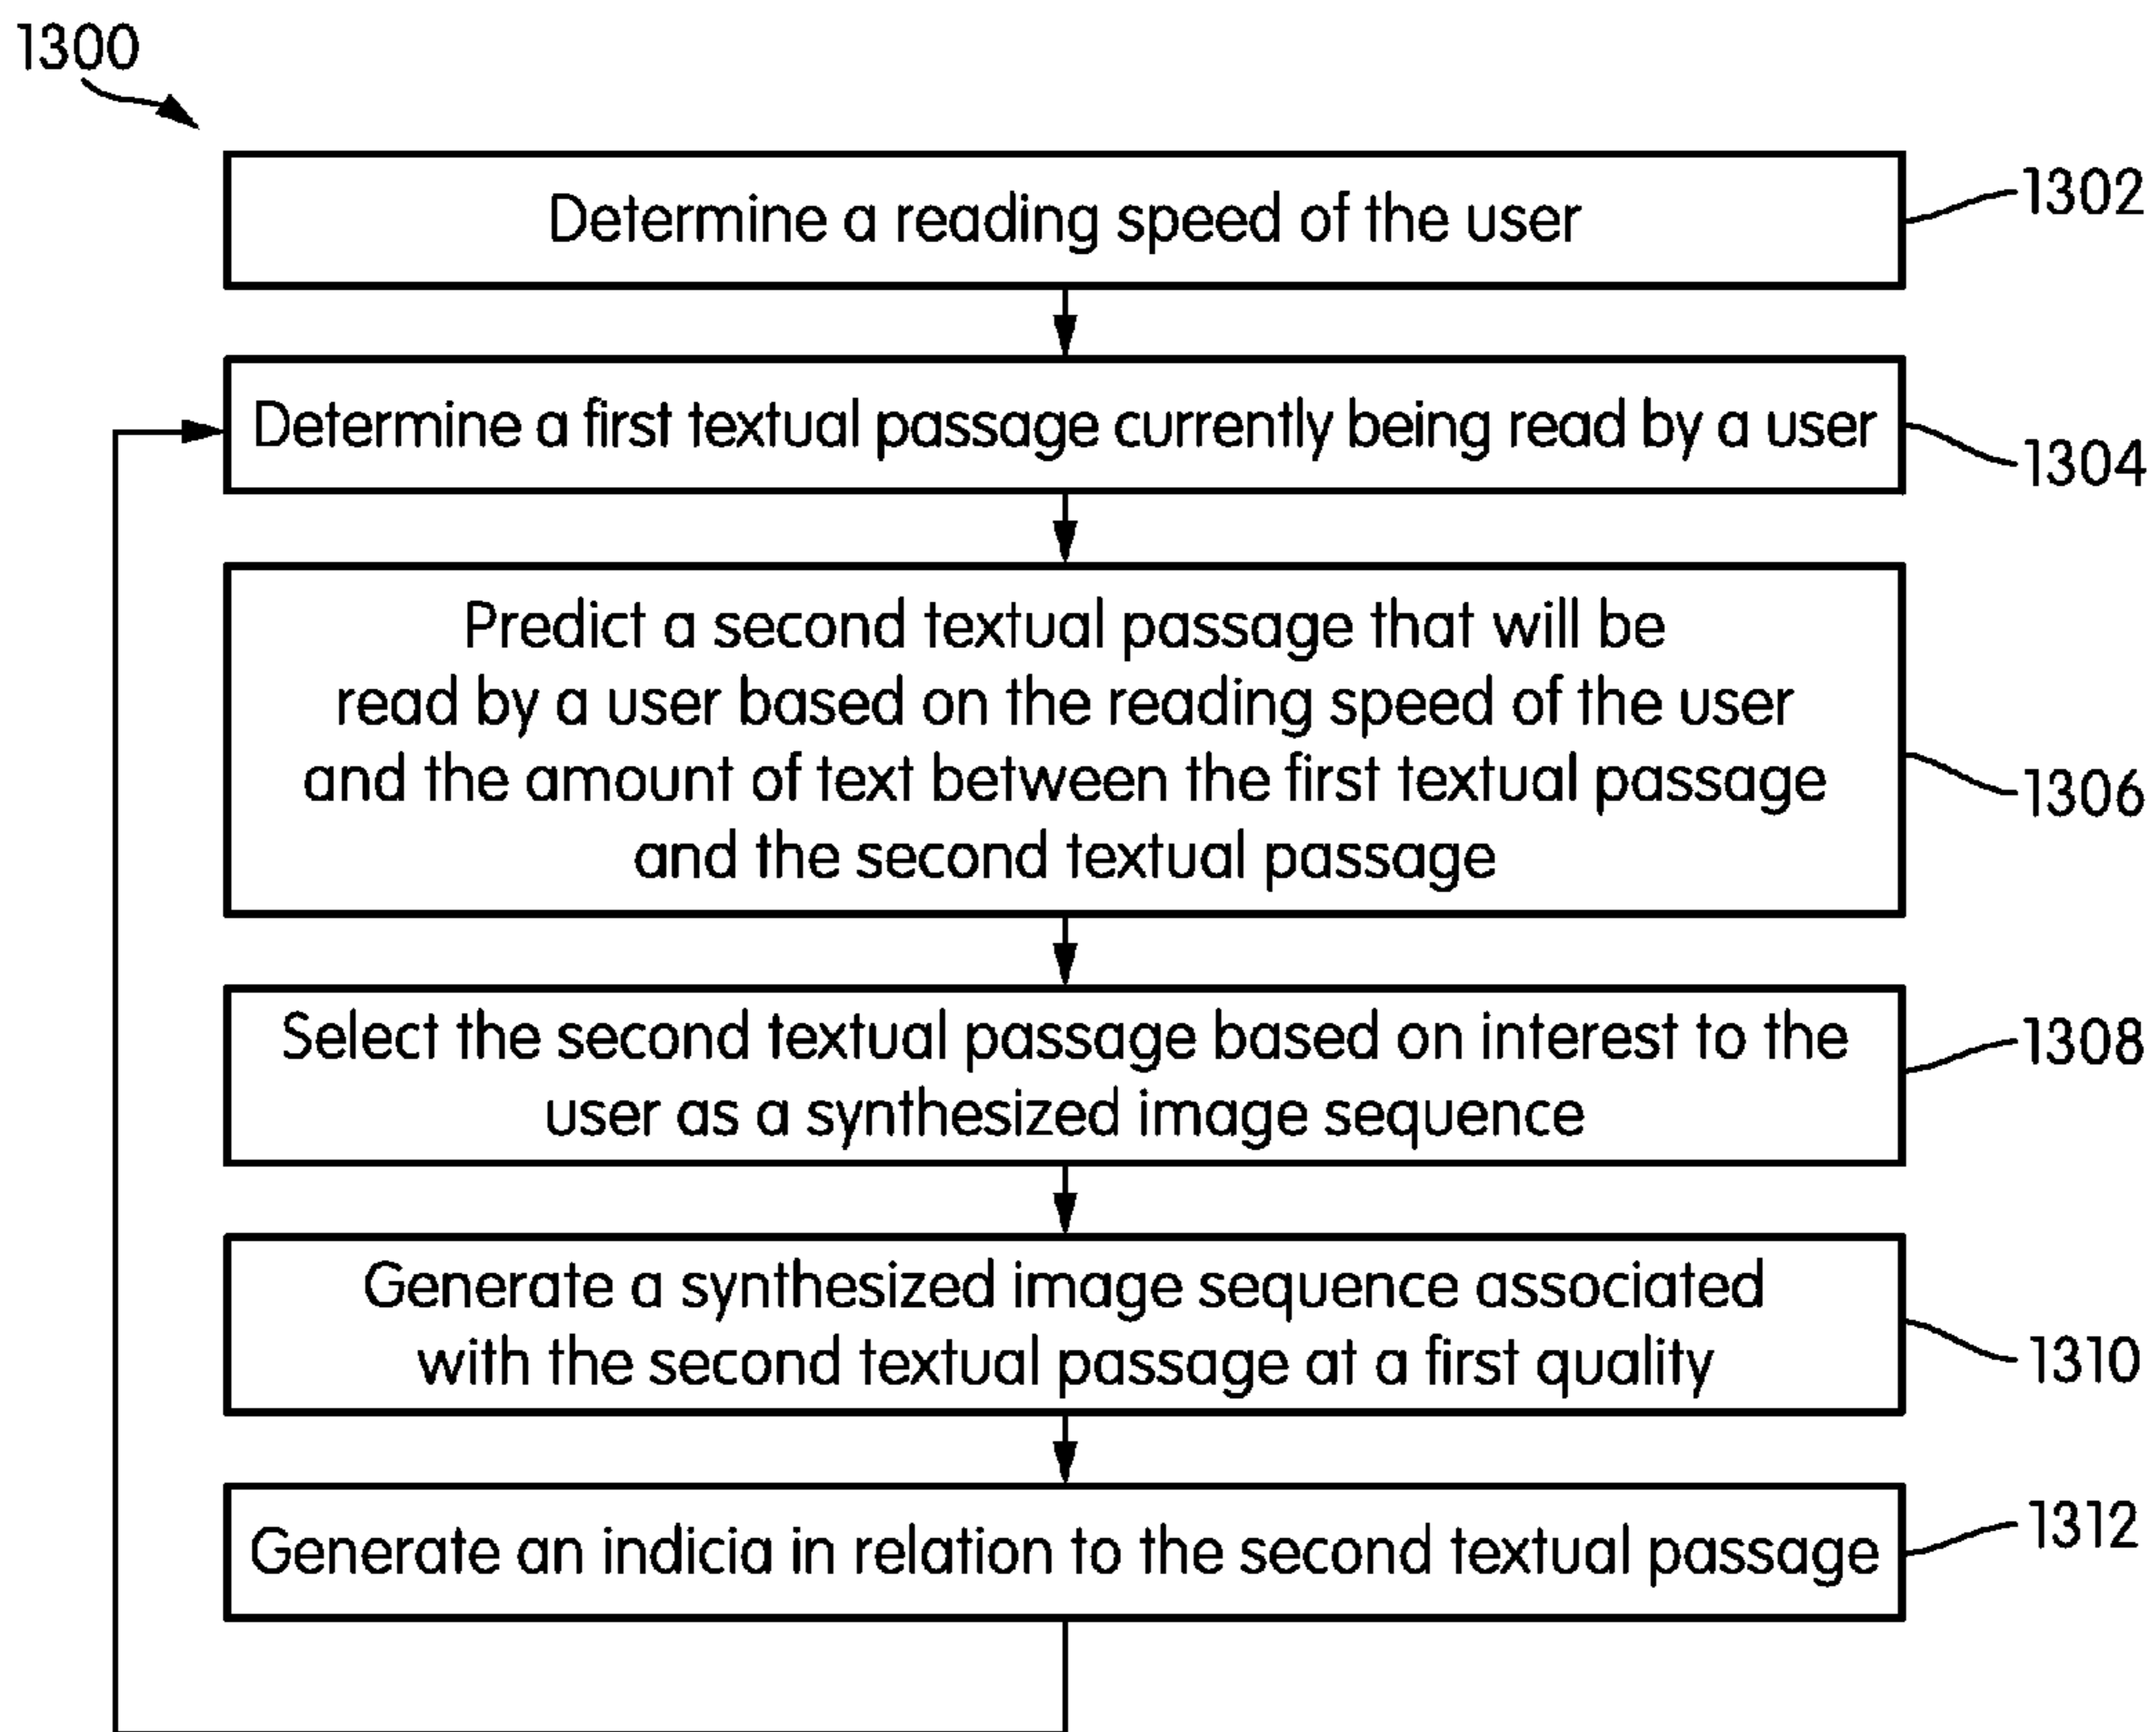 1300
Determine a reading speed of the user
1302
Determine a first textual passage currently being read by a user
1304
Predict a second textual passage that will be
read by a user based on the reading speed of the user
and the amount of text between the first textual passage
and the second textual passage
1306
Select the second textual passage based on interest to the
user as a synthesized image sequence
1308
Generate a synthesized image sequence associated
with the second textual passage at a first quality
1310
Generate an indicia in relation to the second textual passage
1312